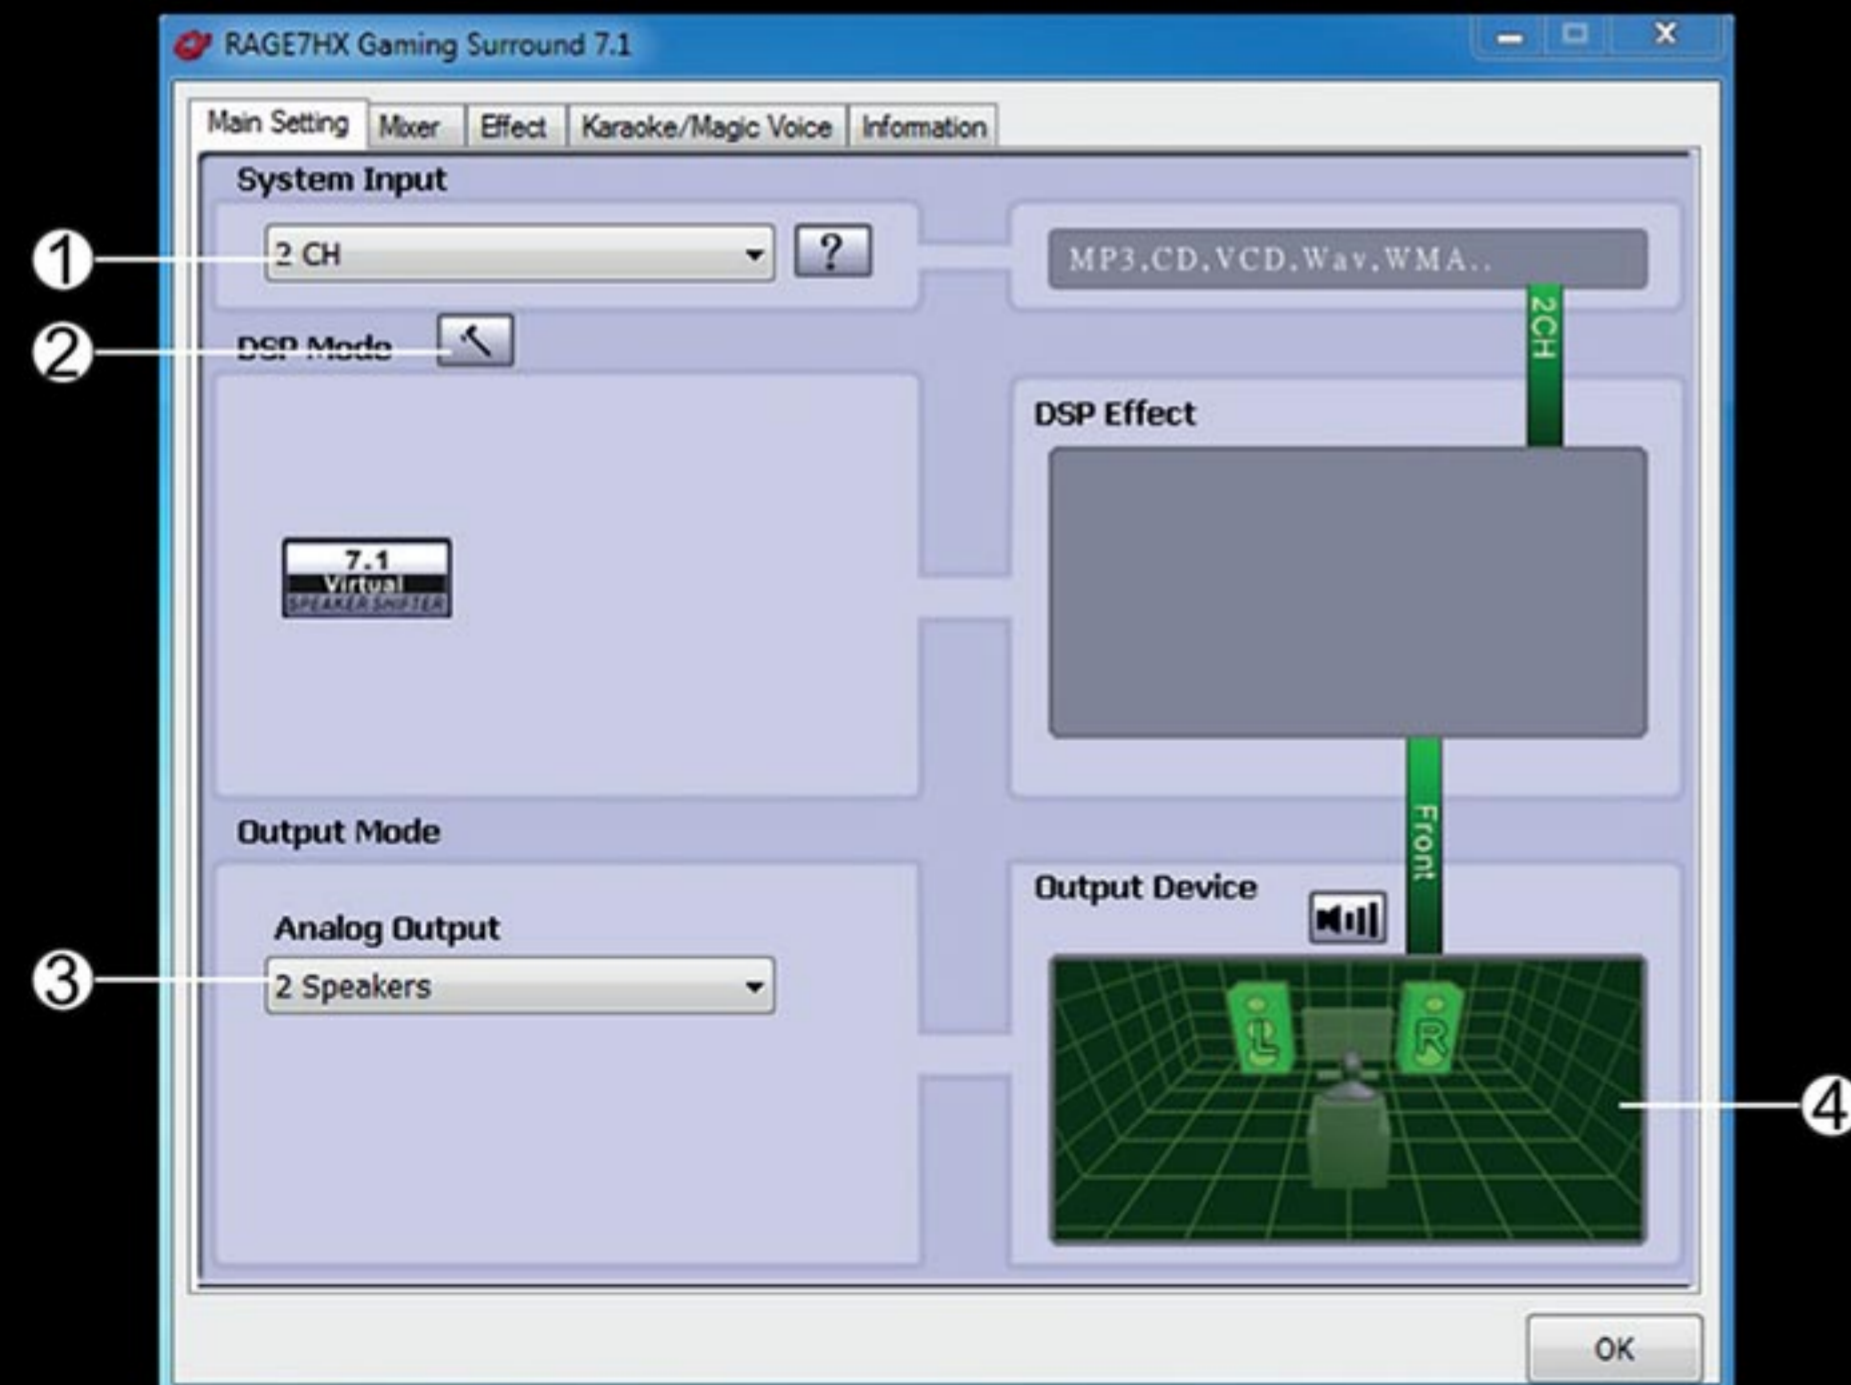 RAGE7HX Gaming Surround 7.1
Main Setting Mixer Effect Karaoke/Magic Voice Information
System Input
1
2 CH
?
MP3,CD,VCD,Wav,WMA..
2CH
2
DSP Mode
DSP Effect
7.1
Virtual
SPEAKER SHIFTER
Front
Output Mode
Output Device
Analog Output
3
2 Speakers
L
R
4
OK